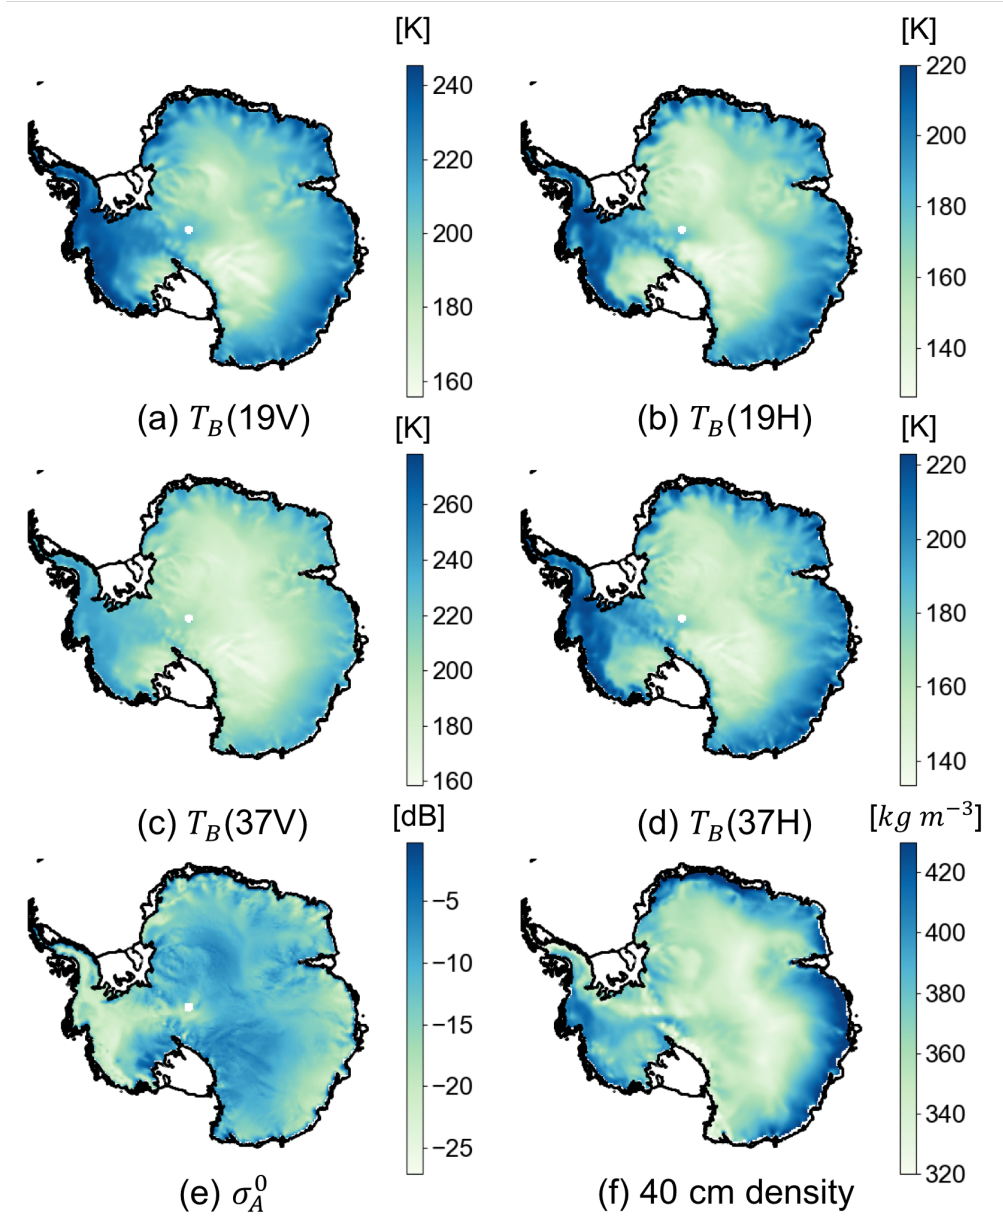 [K]
[K]
240
220
200
180
160
220
200
180
160
140
(a) T_B(19V)
(b) T_B(19H)
[K]
[K]
260
240
220
200
180
160
220
200
180
160
140
(c) T_B(37V)
(d) T_B(37H)
[dB]
[kg m⁻³]
−5
−10
−15
−20
−25
420
400
380
360
340
320
(e) σ_A^0
(f) 40 cm density